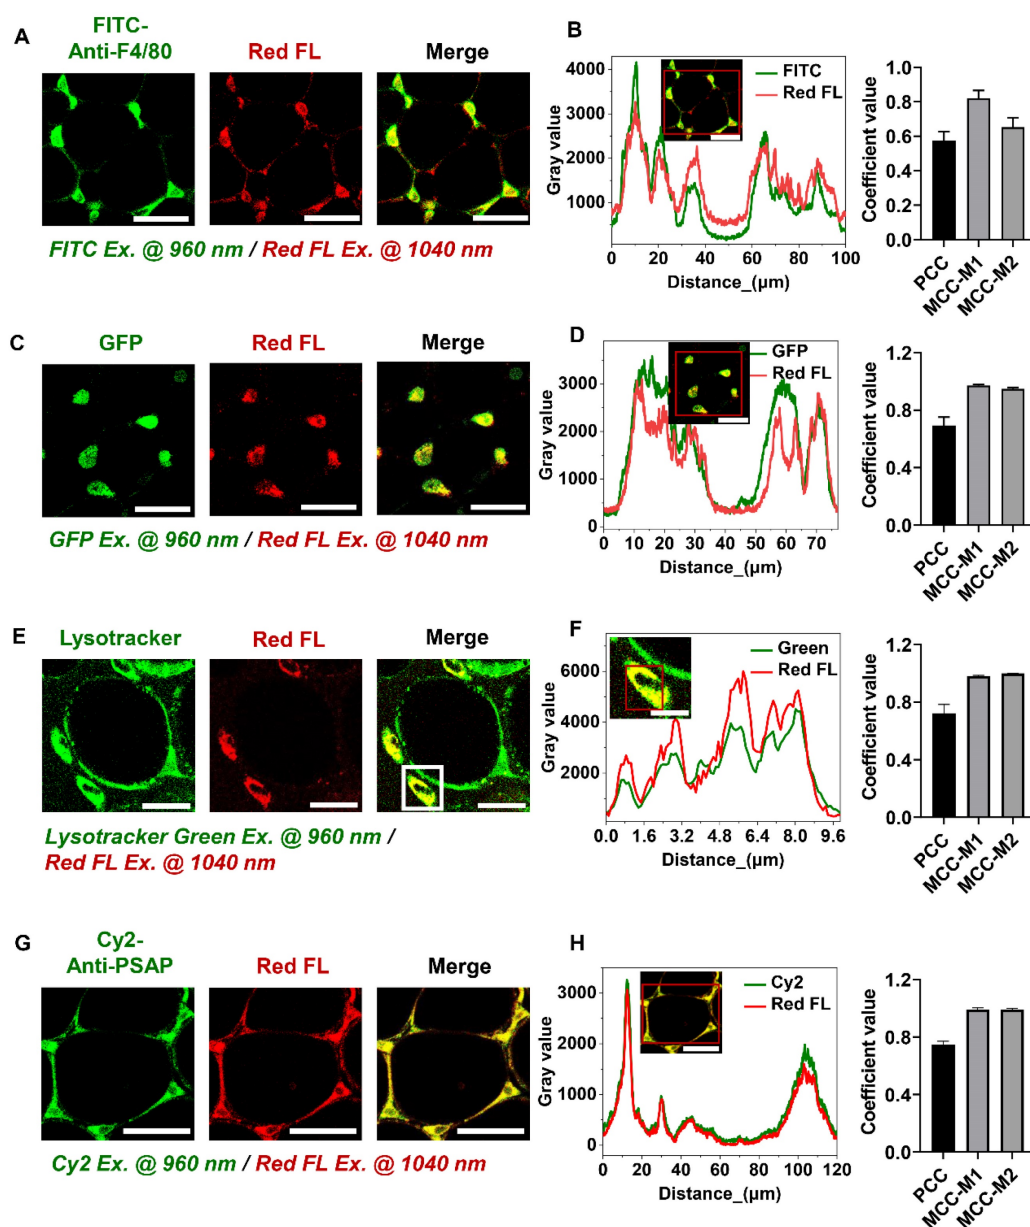 A
FITC-
Anti-F4/80
Red FL
Merge
FITC Ex. @ 960 nm / Red FL Ex. @ 1040 nm
B
Gray value
4000
3000
2000
1000
FITC
Red FL
0 20 40 60 80 100
Distance_(μm)
Coefficient value
1.0
0.8
0.6
0.4
0.2
0.0
PCC
MCC-M1
MCC-M2
C
GFP
Red FL
Merge
GFP Ex. @ 960 nm / Red FL Ex. @ 1040 nm
D
Gray value
3000
2000
1000
0
GFP
Red FL
0 10 20 30 40 50 60 70
Distance_(μm)
Coefficient value
1.2
0.8
0.4
0.0
PCC
MCC-M1
MCC-M2
E
Lysotracker
Red FL
Merge
Lysotracker Green Ex. @ 960 nm /
Red FL Ex. @ 1040 nm
F
Gray value
6000
4000
2000
Green
Red FL
0.0 1.6 3.2 4.8 6.4 8.0 9.6
Distance_(μm)
Coefficient value
1.2
0.8
0.4
0.0
PCC
MCC-M1
MCC-M2
G
Cy2-
Anti-PSAP
Red FL
Merge
Cy2 Ex. @ 960 nm / Red FL Ex. @ 1040 nm
H
Gray value
3000
2000
1000
0
Cy2
Red FL
0 20 40 60 80 100 120
Distance_(μm)
Coefficient value
1.2
0.8
0.4
0.0
PCC
MCC-M1
MCC-M2